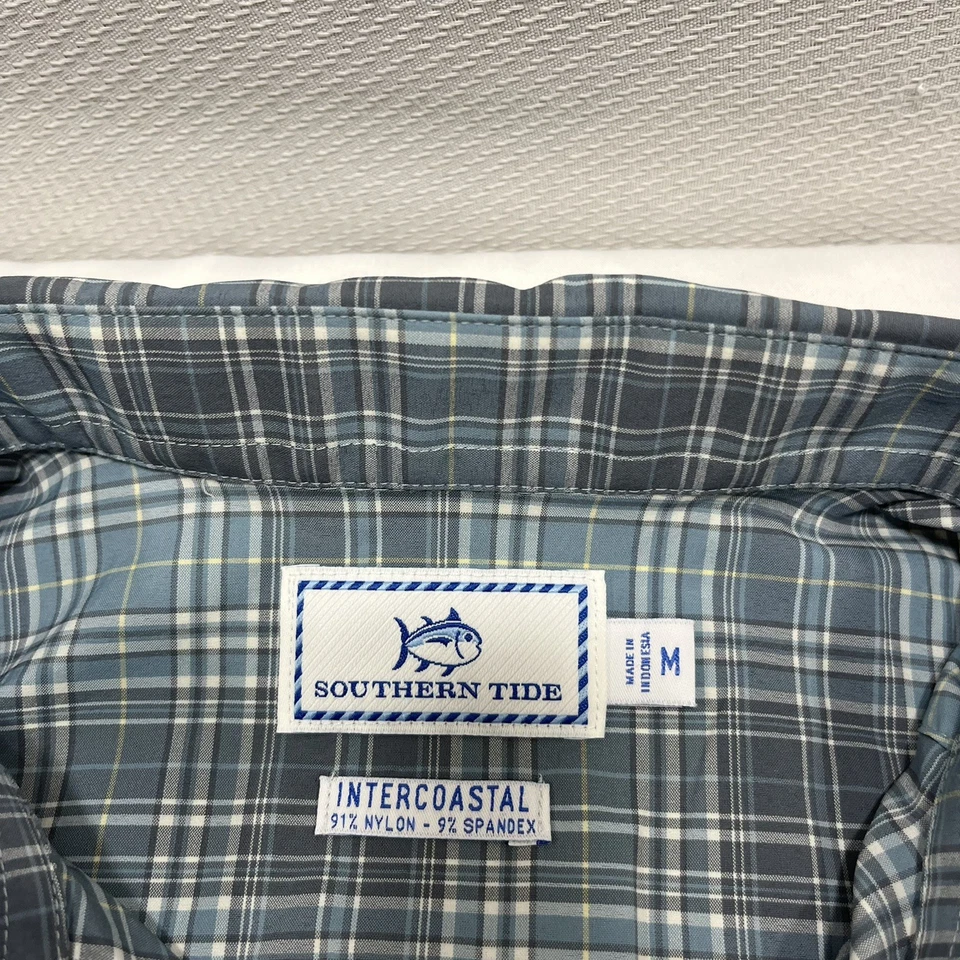 SOUTHERN TIDE
MADE IN
INDONESIA
M
INTERCOASTAL
91% NYLON - 9% SPANDEX